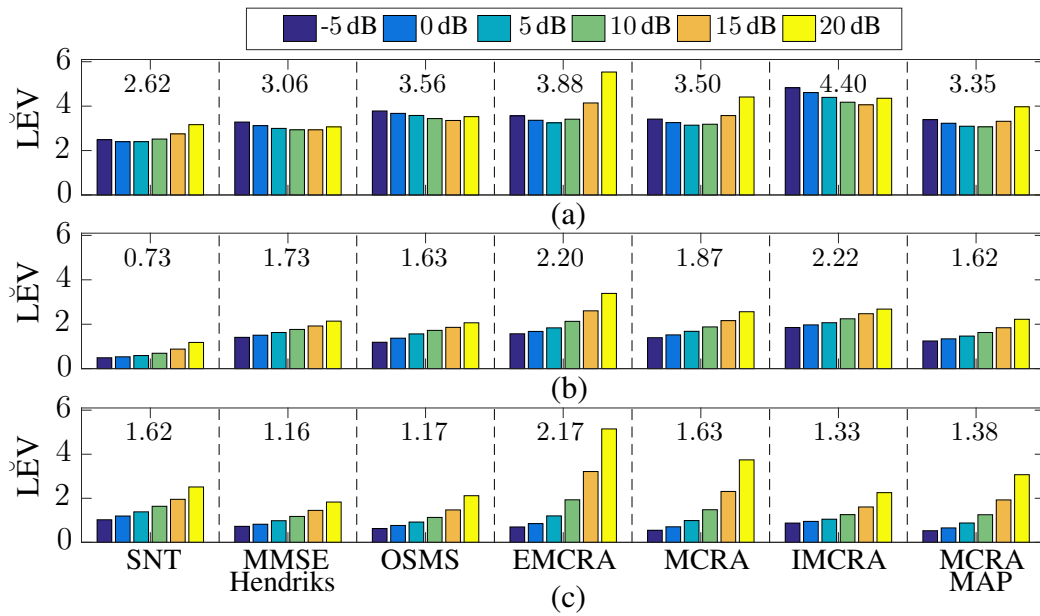 -5 dB 0 dB 5 dB 10 dB 15 dB 20 dB
6
4
2
0
LĔV
2.62 3.06 3.56 3.88 3.50 4.40 3.35
(a)
6
4
2
0
LĔV
0.73 1.73 1.63 2.20 1.87 2.22 1.62
(b)
6
4
2
0
LĔV
1.62 1.16 1.17 2.17 1.63 1.33 1.38
SNT MMSE OSMS EMCRA MCRA IMCRA MCRA
Hendriks MAP
(c)